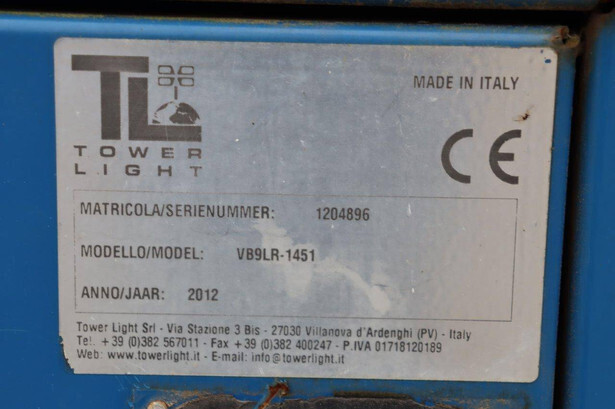 TL
TOWER
LIGHT
MADE IN ITALY
CE
MATRICOLA/SERIENUMMER: 1204896
MODELLO/MODEL: VB9LR-1451
ANNO/JAAR: 2012
Tower Light Srl - Via Stazione 3 Bis - 27030 Villanova d'Ardenghi (PV) - Italy
Tel. + 39 (0)382 567011 - Fax + 39 (0)382 400247 - P.IVA 01718120189
Web: www.towerlight.it - E-mail: info@towerlight.it